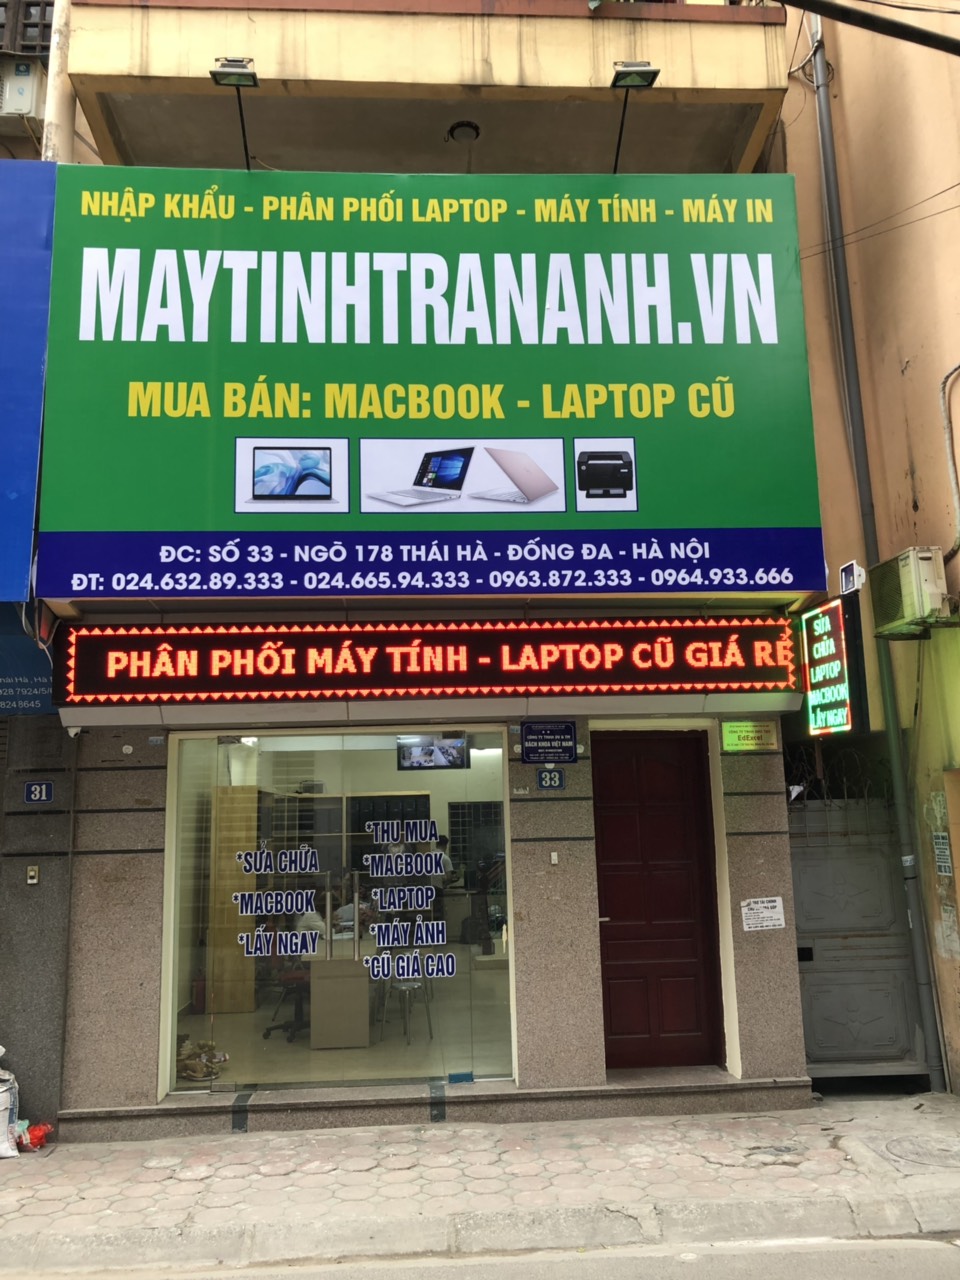 NHẬP KHẨU - PHÂN PHỐI LAPTOP - MÁY TÍNH - MÁY IN
MAYTINHTRANANH.VN
MUA BÁN: MACBOOK - LAPTOP CŨ
ĐC: SỐ 33 - NGÕ 178 THÁI HÀ - ĐỐNG ĐA - HÀ NỘI
ĐT: 024.632.89.333 - 024.665.94.333 - 0963.872.333 - 0964.933.666
PHÂN PHỐI MÁY TÍNH - LAPTOP CŨ GIÁ RẺ
SỬA
CHỮA
LAPTOP
MACBOOK
LẤY NGAY
BÁCH KHOA VIỆT NAM
33
EdExcel
31
*SỬA CHỮA
*MACBOOK
*LẤY NGAY
*THU MUA
*MACBOOK
*LAPTOP
*MÁY ẢNH
*CŨ GIÁ CAO